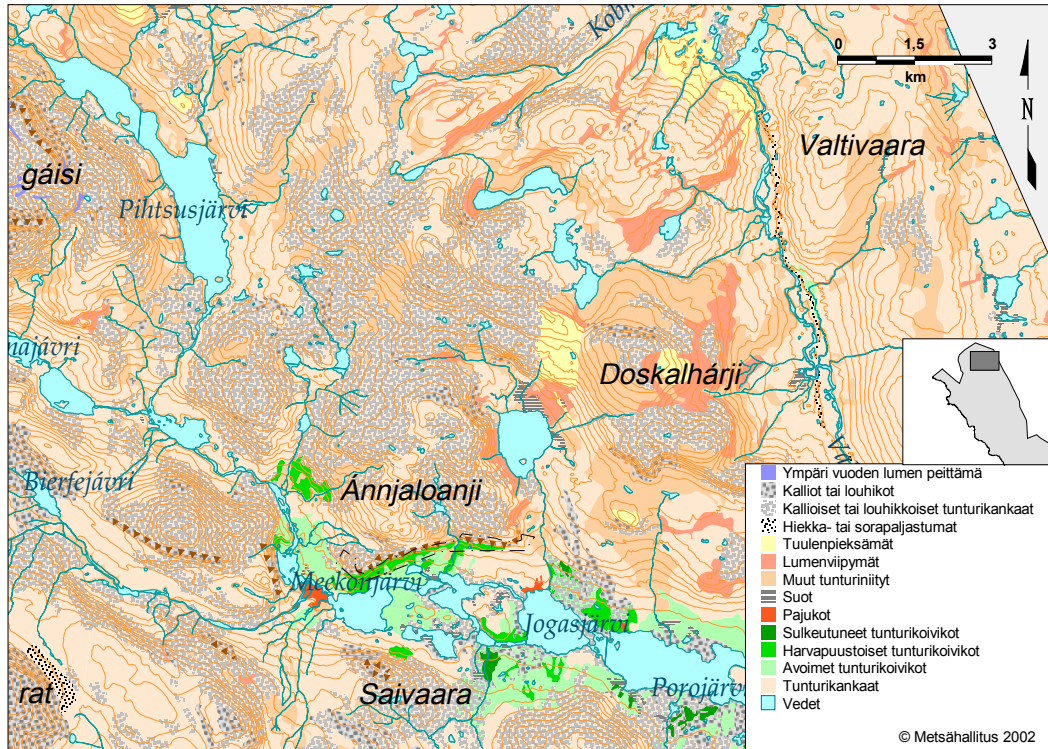 0 1,5 3
km
N
Valtivaara
gáisi
Pihtsusjärvi
Doskalhárji
Bierfejávri
Ánnjaloanji
Meekonjärvi
Jogasjärvi
rat
Saivaara
Ympäri vuoden lumen peittämä
Kalliot tai louhikot
Kallioiset tai louhikkoiset tunturikankaat
Hiekka- tai sorapaljastumat
Tuulenpieksämät
Lumenviipymät
Muut tunturiniityt
Suot
Pajukot
Sulkeutuneet tunturikoivikot
Harvapuustoiset tunturikoivikot
Avoimet tunturikoivikot
Tunturikankaat
Vedet
Porojärv
© Metsähallitus 2002